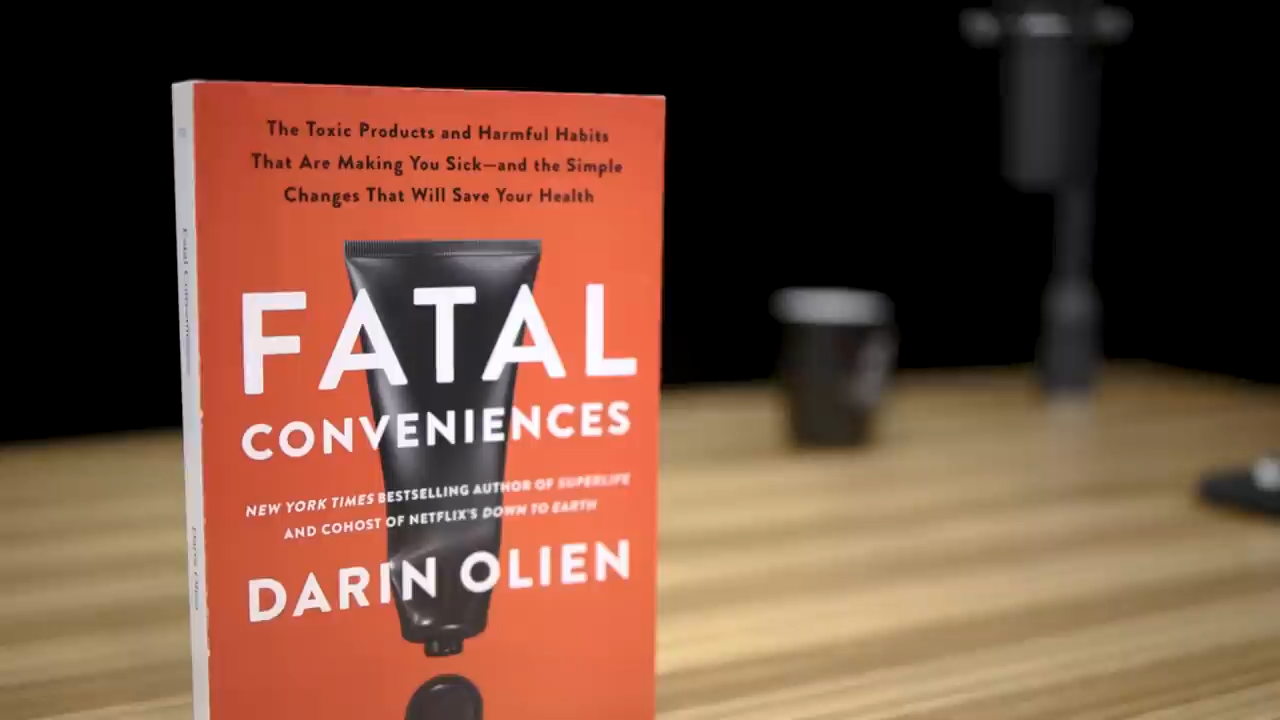 The Toxic Products and Harmful Habits
That Are Making You Sick—and the Simple
Changes That Will Save Your Health
FATAL
CONVENIENCES
NEW YORK TIMES BESTSELLING AUTHOR OF SUPERLIFE
AND COHOST OF NETFLIX'S DOWN TO EARTH
DARIN OLIEN